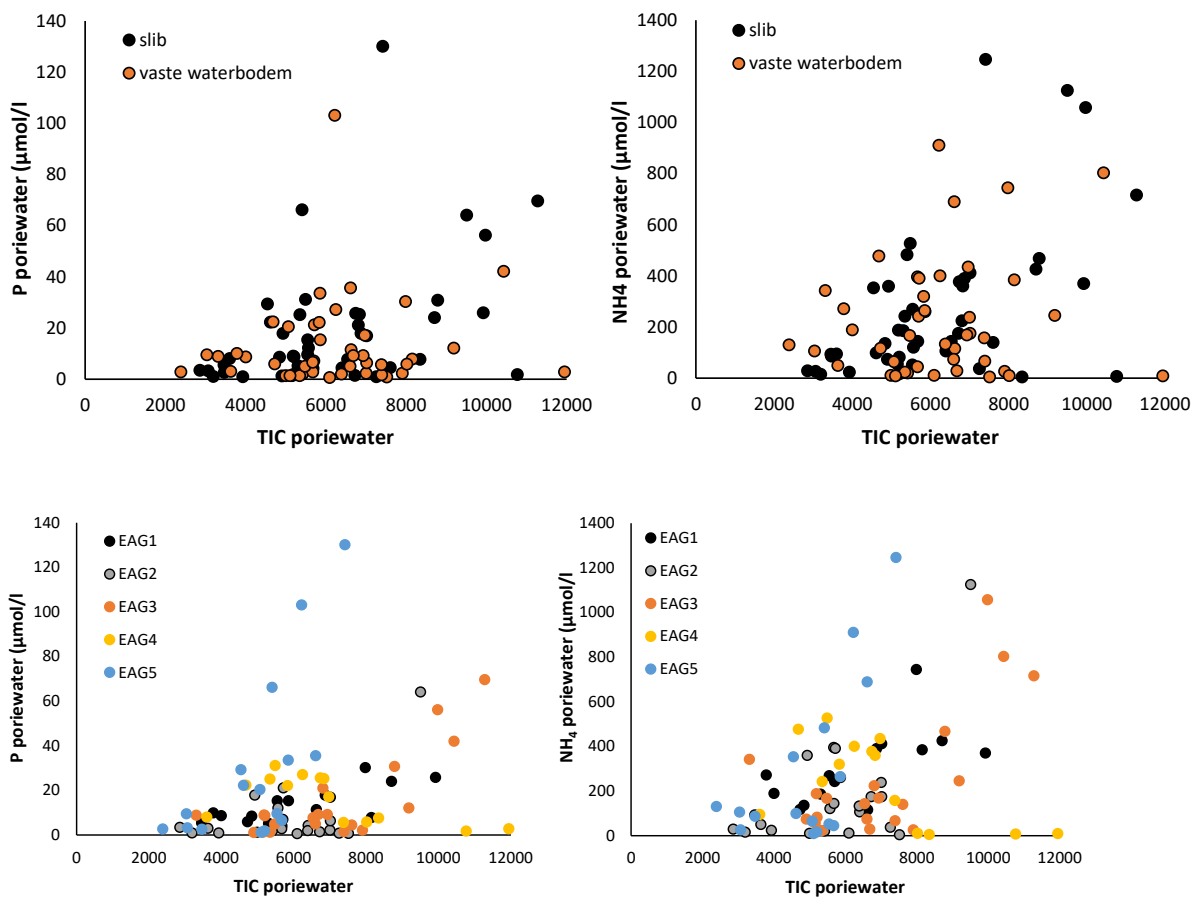 140
120
100
80
60
40
20
0
P poriewater (µmol/l)
slib
vaste waterbodem
0 2000 4000 6000 8000 10000 12000
TIC poriewater
1400
1200
1000
800
600
400
200
0
NH4 poriewater (µmol/l)
slib
vaste waterbodem
0 2000 4000 6000 8000 10000 12000
TIC poriewater
140
120
100
80
60
40
20
0
P poriewater (µmol/l)
EAG1
EAG2
EAG3
EAG4
EAG5
0 2000 4000 6000 8000 10000 12000
TIC poriewater
1400
1200
1000
800
600
400
200
0
NH₄ poriewater (µmol/l)
EAG1
EAG2
EAG3
EAG4
EAG5
0 2000 4000 6000 8000 10000 12000
TIC poriewater